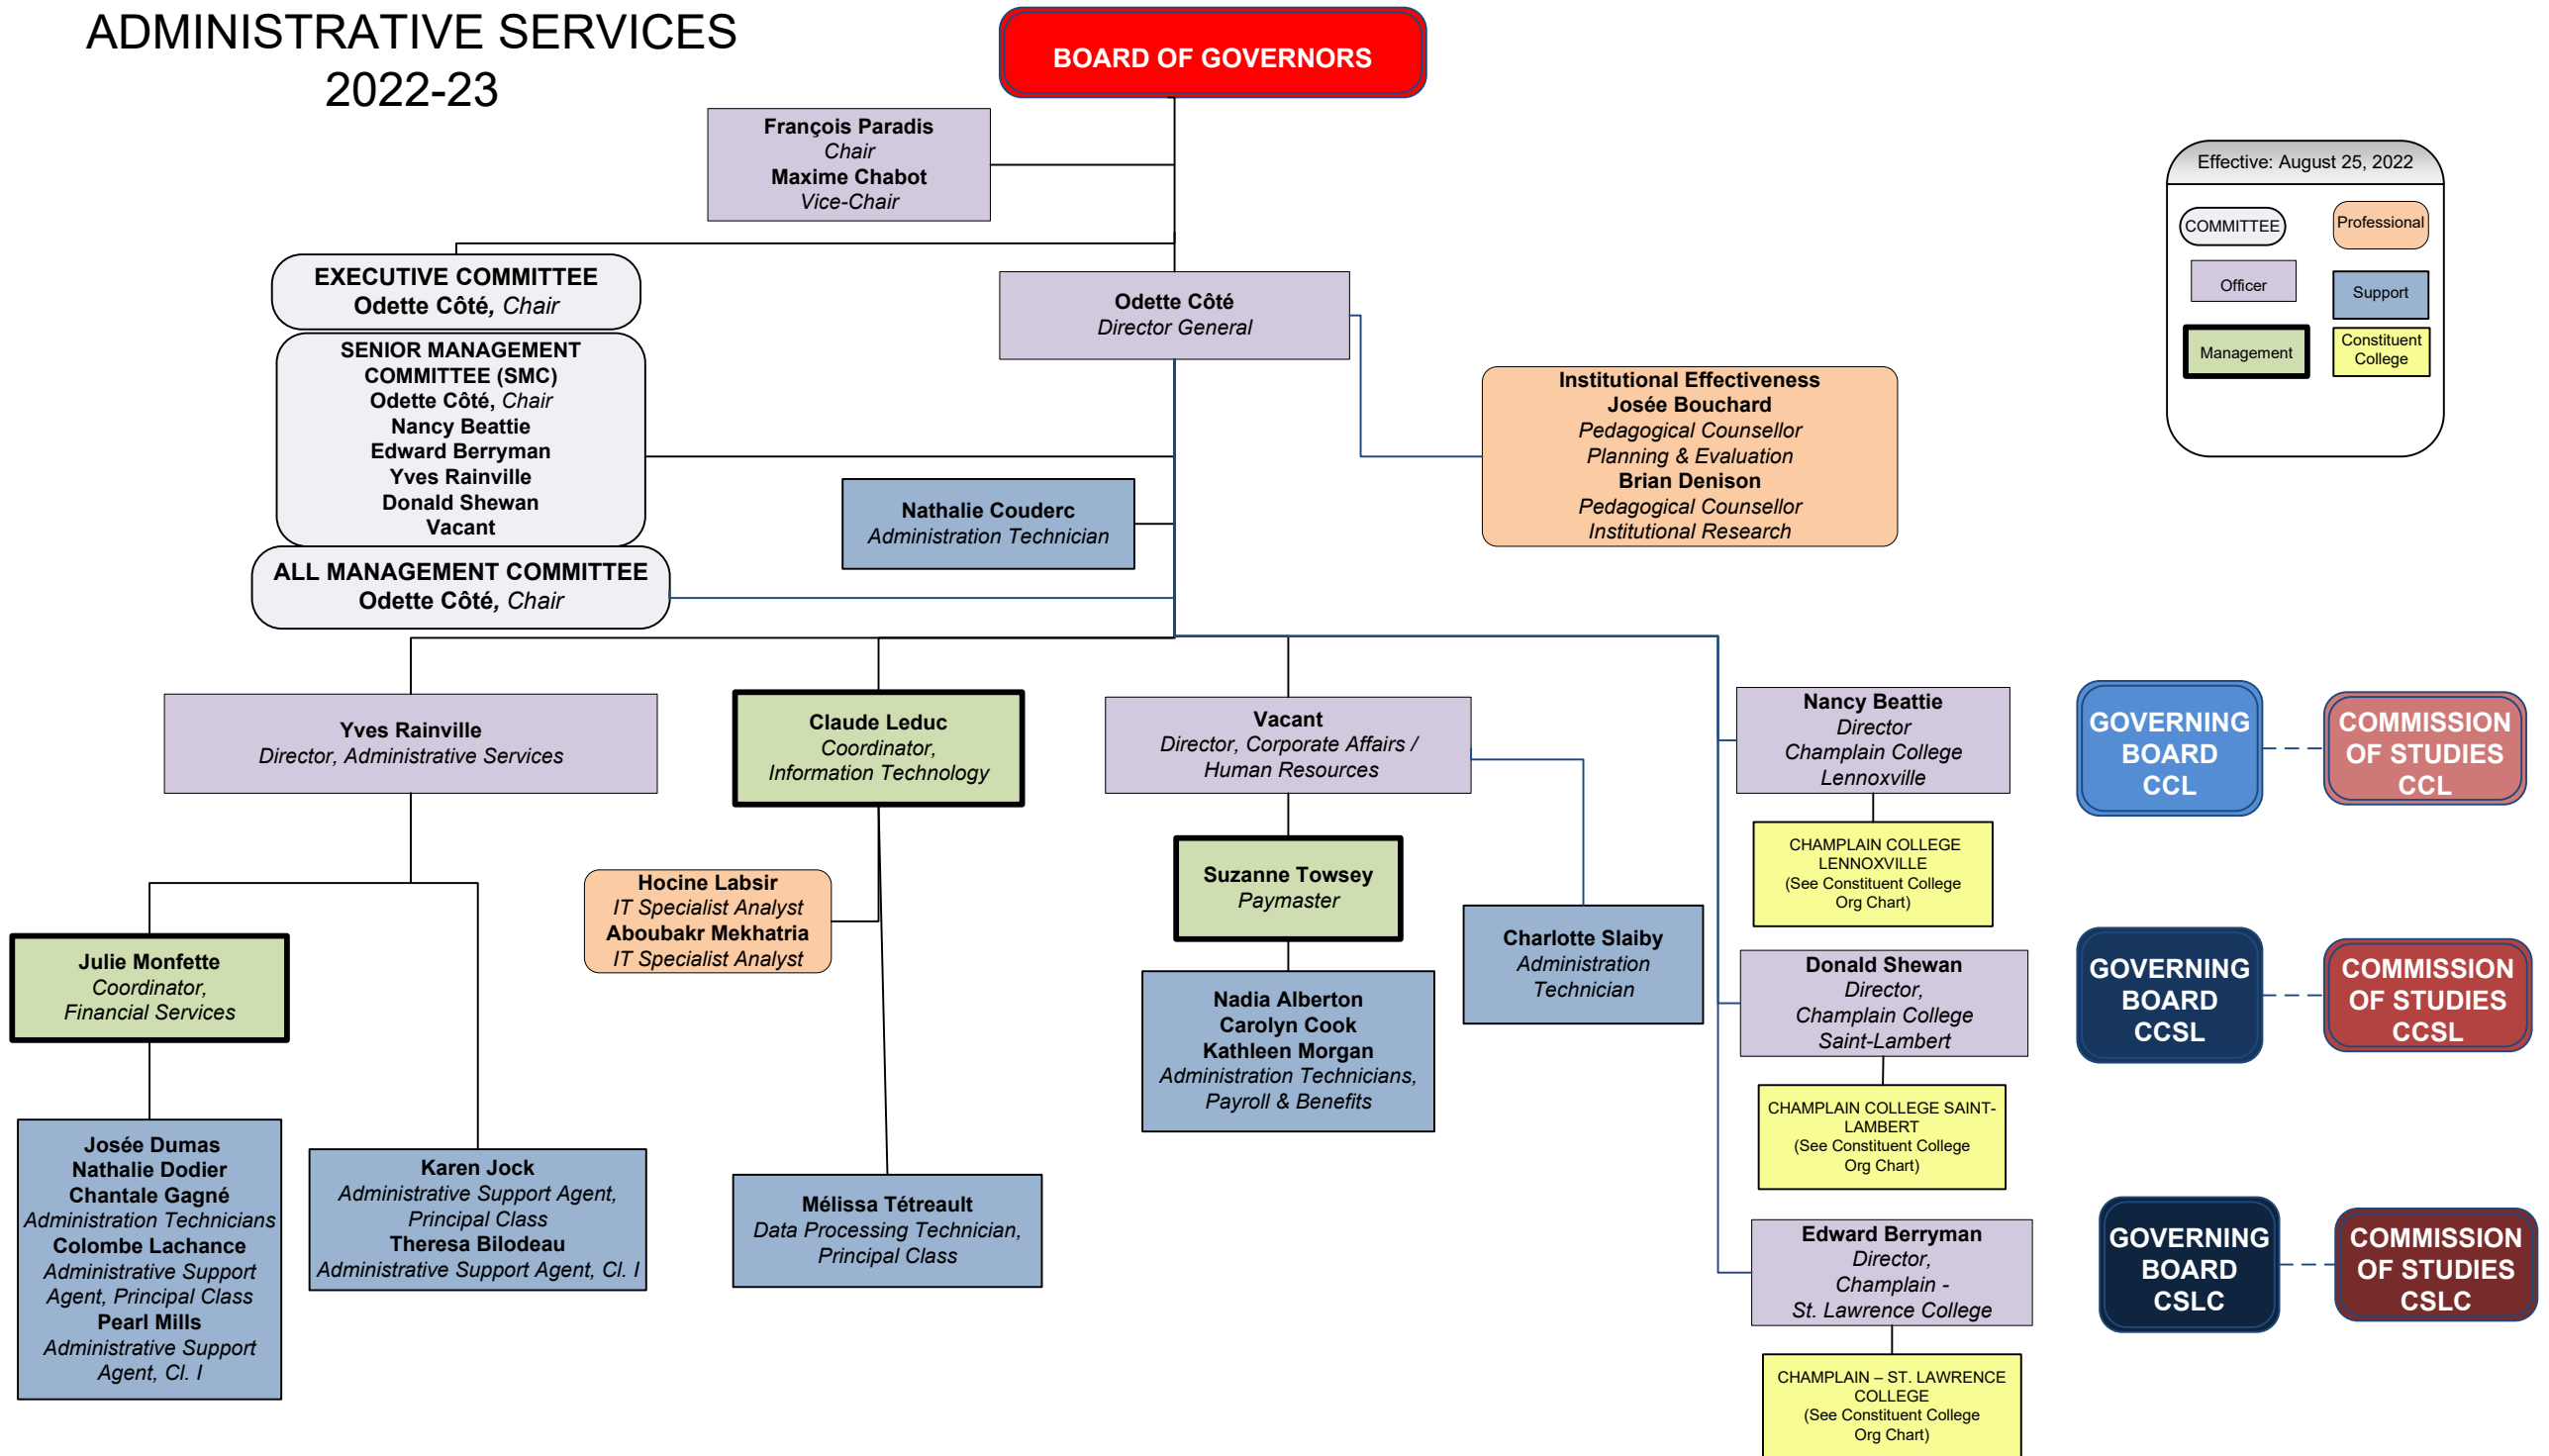 ADMINISTRATIVE SERVICES
2022-23
BOARD OF GOVERNORS
François Paradis
Chair
Maxime Chabot
Vice-Chair
Effective: August 25, 2022
COMMITTEE
Professional
Officer
Support
Management
Constituent
College
EXECUTIVE COMMITTEE
Odette Côté, Chair
Odette Côté
Director General
SENIOR MANAGEMENT
COMMITTEE (SMC)
Odette Côté, Chair
Nancy Beattie
Edward Berryman
Yves Rainville
Donald Shewan
Vacant
Institutional Effectiveness
Josée Bouchard
Pedagogical Counsellor
Planning & Evaluation
Brian Denison
Pedagogical Counsellor
Institutional Research
Nathalie Couderc
Administration Technician
ALL MANAGEMENT COMMITTEE
Odette Côté, Chair
Yves Rainville
Director, Administrative Services
Claude Leduc
Coordinator,
Information Technology
Vacant
Director, Corporate Affairs /
Human Resources
Nancy Beattie
Director
Champlain College
Lennoxville
GOVERNING
BOARD
CCL
COMMISSION
OF STUDIES
CCL
CHAMPLAIN COLLEGE
LENNOXVILLE
(See Constituent College
Org Chart)
Hocine Labsir
IT Specialist Analyst
Aboubakr Mekhatria
IT Specialist Analyst
Suzanne Towsey
Paymaster
Charlotte Slaiby
Administration
Technician
Julie Monfette
Coordinator,
Financial Services
Nadia Alberton
Carolyn Cook
Kathleen Morgan
Administration Technicians,
Payroll & Benefits
Donald Shewan
Director,
Champlain College
Saint-Lambert
GOVERNING
BOARD
CCSL
COMMISSION
OF STUDIES
CCSL
CHAMPLAIN COLLEGE SAINT-
LAMBERT
(See Constituent College
Org Chart)
Josée Dumas
Nathalie Dodier
Chantale Gagné
Administration Technicians
Colombe Lachance
Administrative Support
Agent, Principal Class
Pearl Mills
Administrative Support
Agent, Cl. I
Karen Jock
Administrative Support Agent,
Principal Class
Theresa Bilodeau
Administrative Support Agent, Cl. I
Mélissa Tétreault
Data Processing Technician,
Principal Class
Edward Berryman
Director,
Champlain -
St. Lawrence College
GOVERNING
BOARD
CSLC
COMMISSION
OF STUDIES
CSLC
CHAMPLAIN – ST. LAWRENCE
COLLEGE
(See Constituent College
Org Chart)